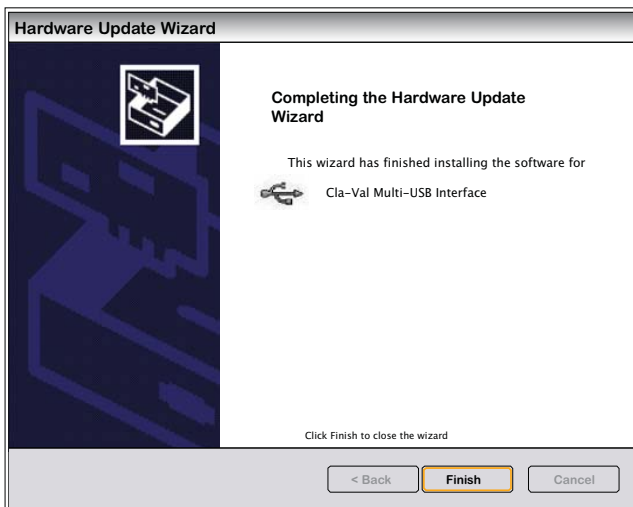 Hardware Update Wizard
Completing the Hardware Update
Wizard
This wizard has finished installing the software for
Cla-Val Multi-USB Interface
Click Finish to close the wizard
< Back
Finish
Cancel